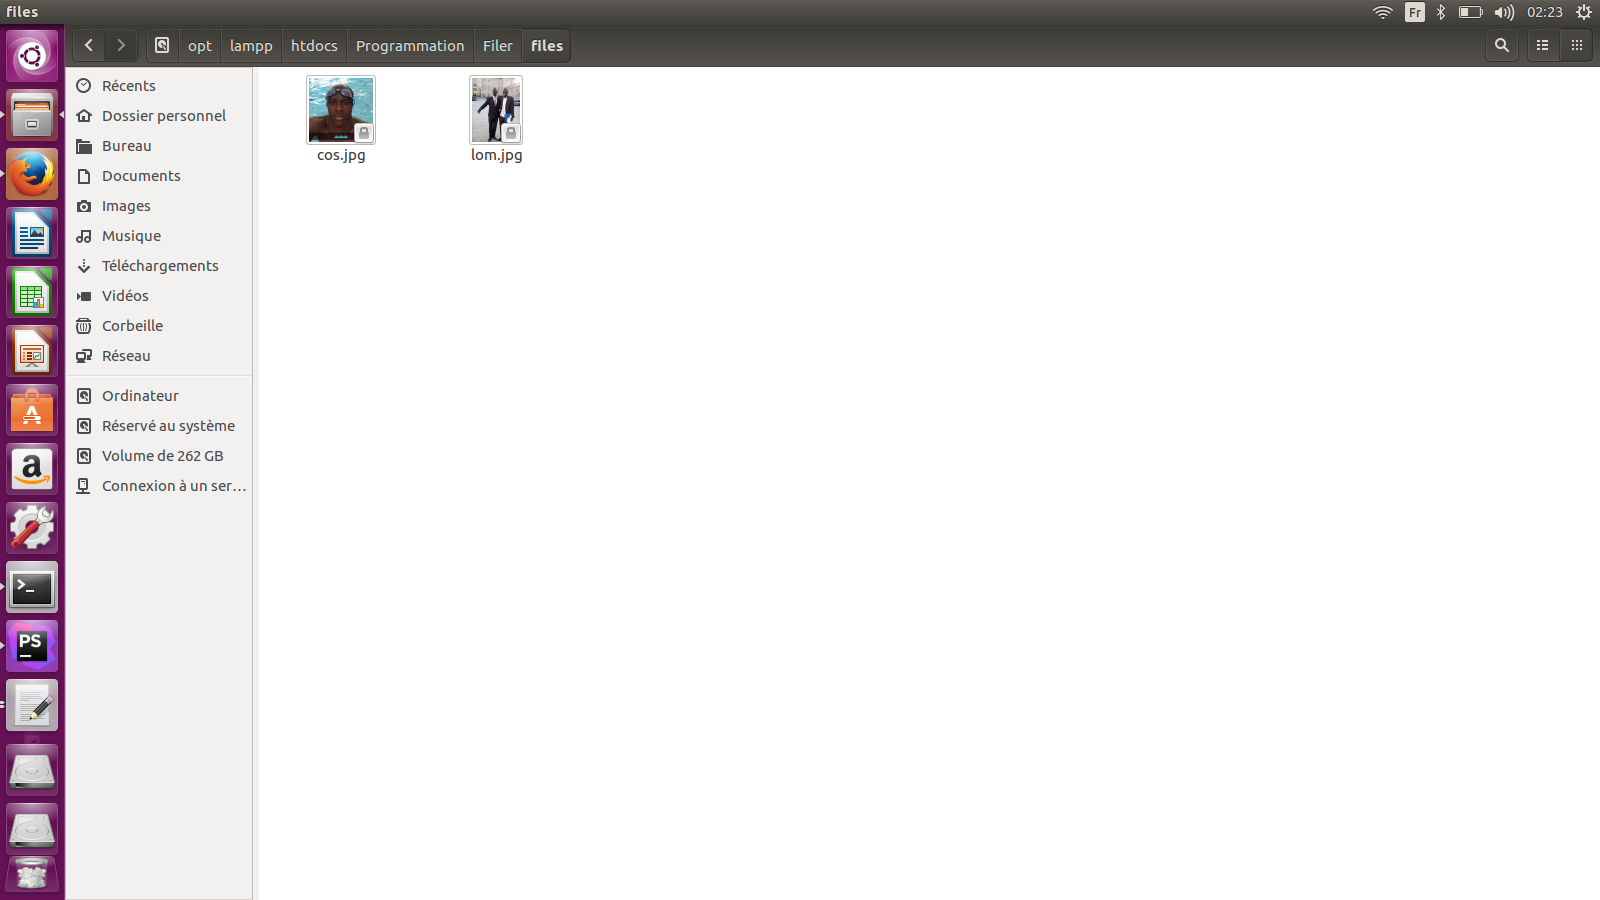 files
Fr
02:23
opt lampp htdocs Programmation Filer files
Récents
Dossier personnel
Bureau
Documents
Images
Musique
Téléchargements
Vidéos
Corbeille
Réseau
Ordinateur
Réservé au système
Volume de 262 GB
Connexion à un ser…
cos.jpg
lom.jpg
A
a
>_
PS